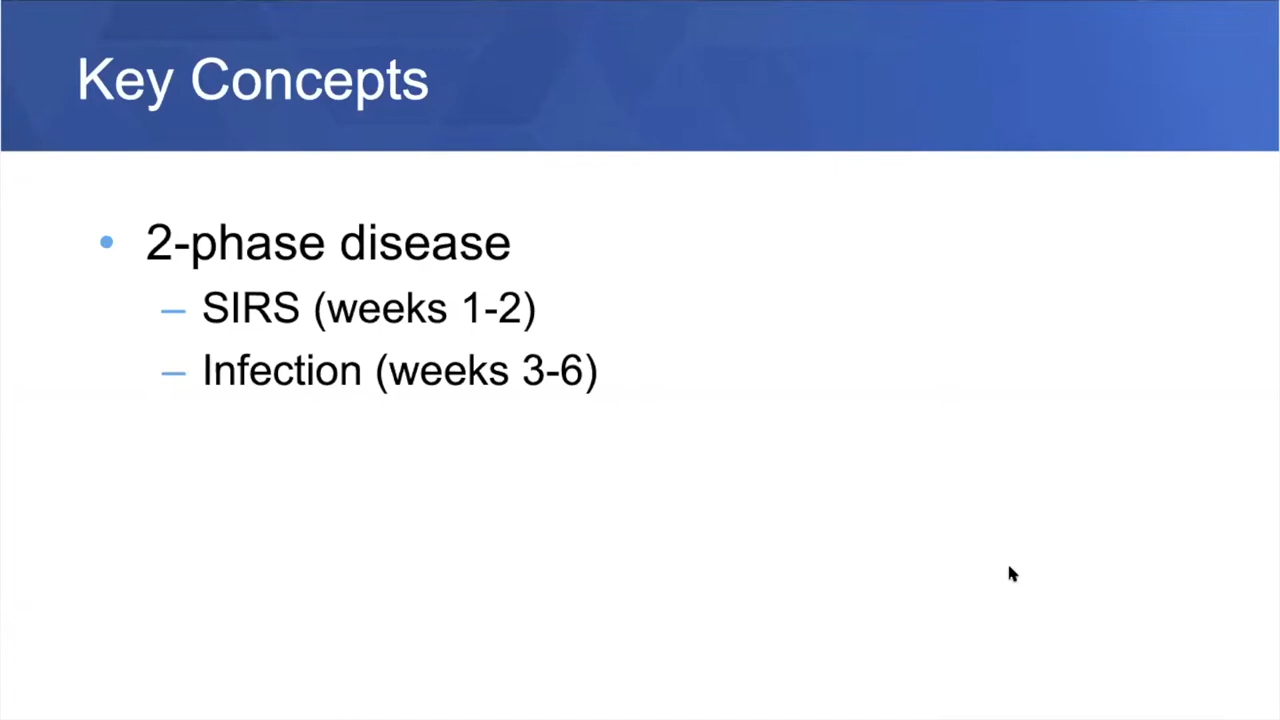 Key Concepts
• 2-phase disease
– SIRS (weeks 1-2)
– Infection (weeks 3-6)